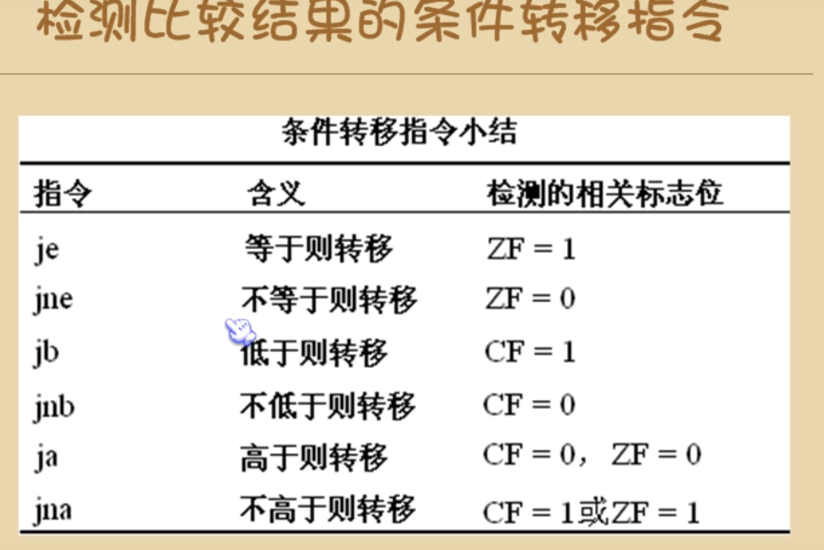 检测比较结果的条件转移指令
条件转移指令小结
指令 含义 检测的相关标志位
je 等于则转移 ZF = 1
jne 不等于则转移 ZF = 0
jb 低于则转移 CF = 1
jnb 不低于则转移 CF = 0
ja 高于则转移 CF = 0， ZF = 0
jna 不高于则转移 CF = 1或ZF = 1